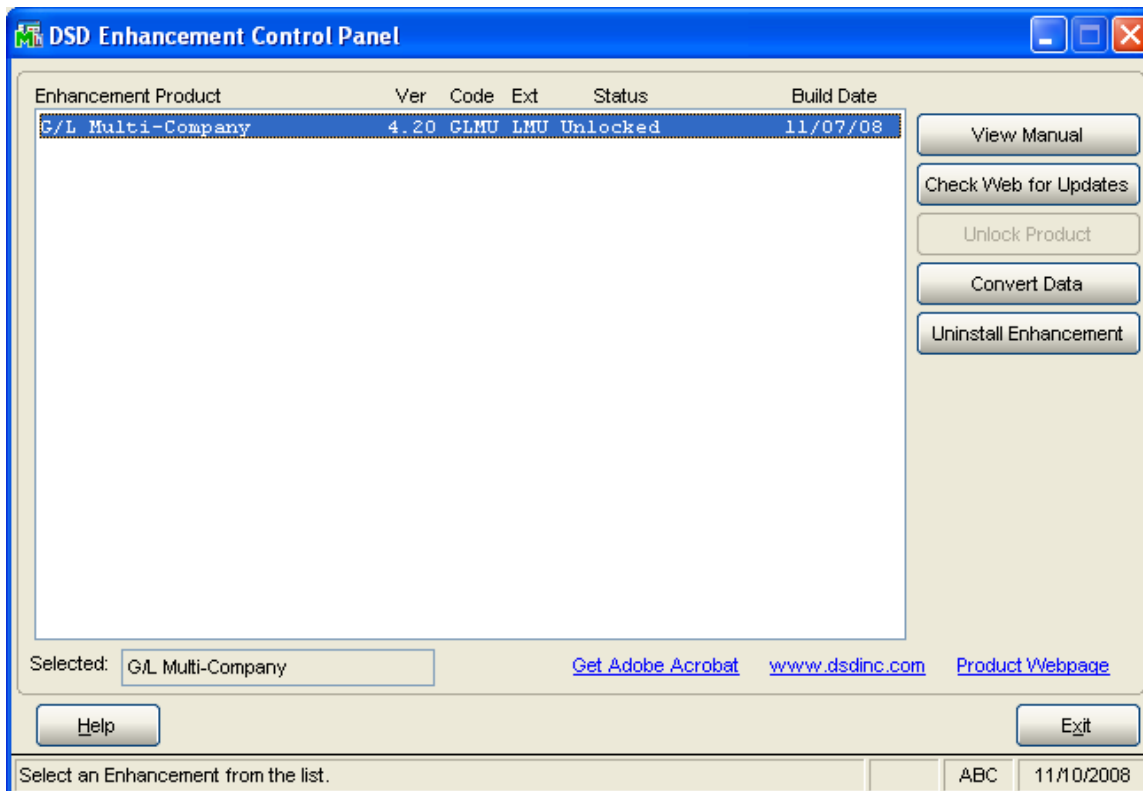 DSD Enhancement Control Panel
Enhancement Product Ver Code Ext Status Build Date
G/L Multi-Company 4.20 GLMU LMU Unlocked 11/07/08
View Manual
Check Web for Updates
Unlock Product
Convert Data
Uninstall Enhancement
Selected: G/L Multi-Company Get Adobe Acrobat www.dsdinc.com Product Webpage
Help Exit
Select an Enhancement from the list. ABC 11/10/2008